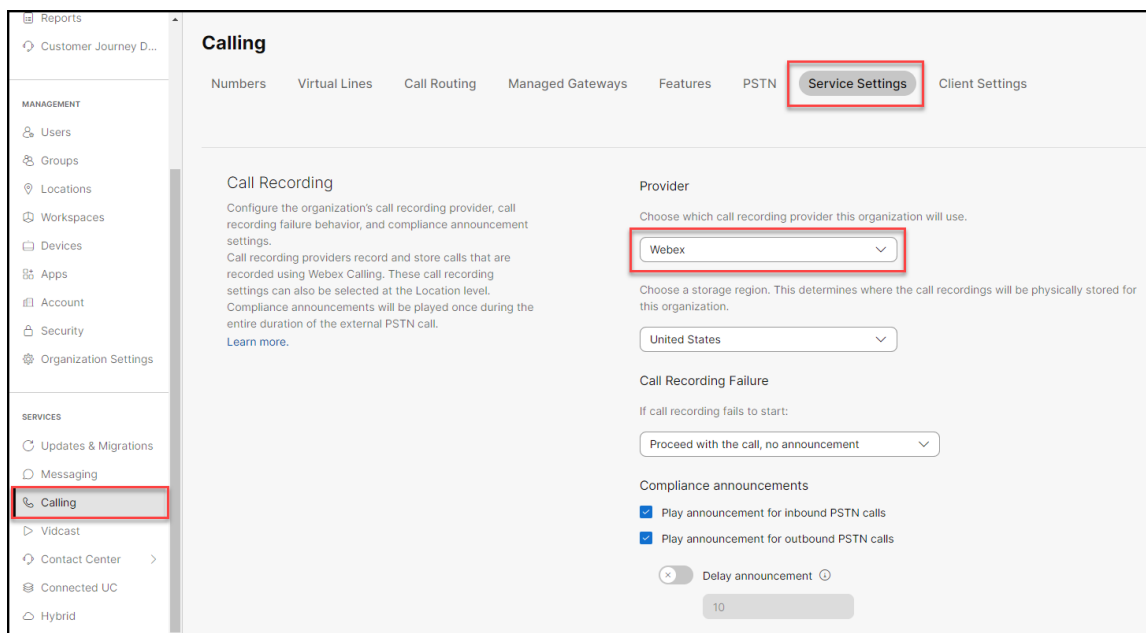 Reports
Customer Journey D...
MANAGEMENT
Users
Groups
Locations
Workspaces
Devices
Apps
Account
Security
Organization Settings
SERVICES
Updates & Migrations
Messaging
Calling
Vidcast
Contact Center
Connected UC
Hybrid
Calling
Numbers Virtual Lines Call Routing Managed Gateways Features PSTN Service Settings Client Settings
Call Recording
Configure the organization's call recording provider, call
recording failure behavior, and compliance announcement
settings.
Call recording providers record and store calls that are
recorded using Webex Calling. These call recording
settings can also be selected at the Location level.
Compliance announcements will be played once during the
entire duration of the external PSTN call.
Learn more.
Provider
Choose which call recording provider this organization will use.
Webex
Choose a storage region. This determines where the call recordings will be physically stored for
this organization.
United States
Call Recording Failure
If call recording fails to start:
Proceed with the call, no announcement
Compliance announcements
Play announcement for inbound PSTN calls
Play announcement for outbound PSTN calls
Delay announcement
10